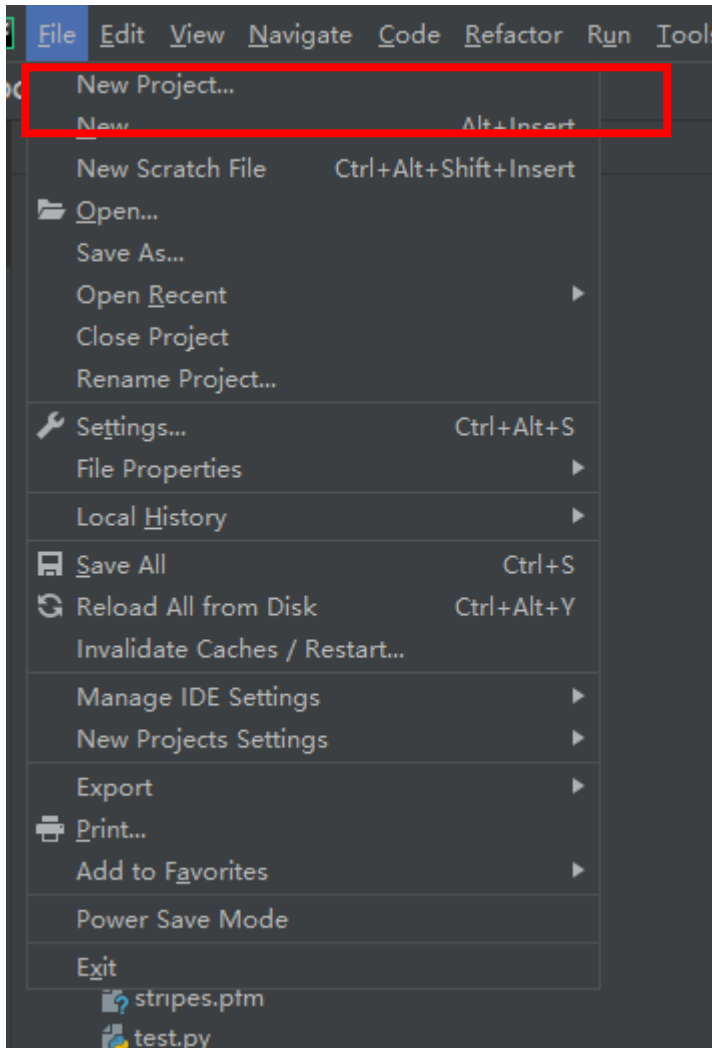 File Edit View Navigate Code Refactor Run Tools
New Project...
New Alt+Insert
New Scratch File Ctrl+Alt+Shift+Insert
Open...
Save As...
Open Recent
Close Project
Rename Project...
Settings... Ctrl+Alt+S
File Properties
Local History
Save All Ctrl+S
Reload All from Disk Ctrl+Alt+Y
Invalidate Caches / Restart...
Manage IDE Settings
New Projects Settings
Export
Print...
Add to Favorites
Power Save Mode
Exit
stripes.pfm
test.py